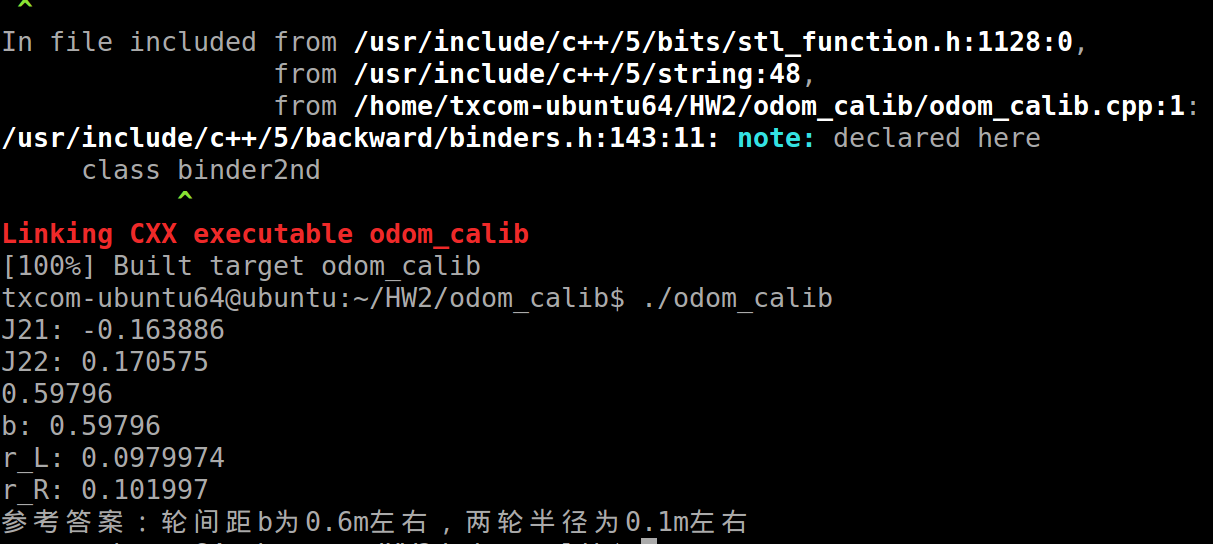 ^
In file included from /usr/include/c++/5/bits/stl_function.h:1128:0,
from /usr/include/c++/5/string:48,
from /home/txcom-ubuntu64/HW2/odom_calib/odom_calib.cpp:1:
/usr/include/c++/5/backward/binders.h:143:11: note: declared here
class binder2nd
^
Linking CXX executable odom_calib
[100%] Built target odom_calib
txcom-ubuntu64@ubuntu:~/HW2/odom_calib$ ./odom_calib
J21: -0.163886
J22: 0.170575
0.59796
b: 0.59796
r_L: 0.0979974
r_R: 0.101997
参考答案：轮间距b为0.6m左右，两轮半径为0.1m左右